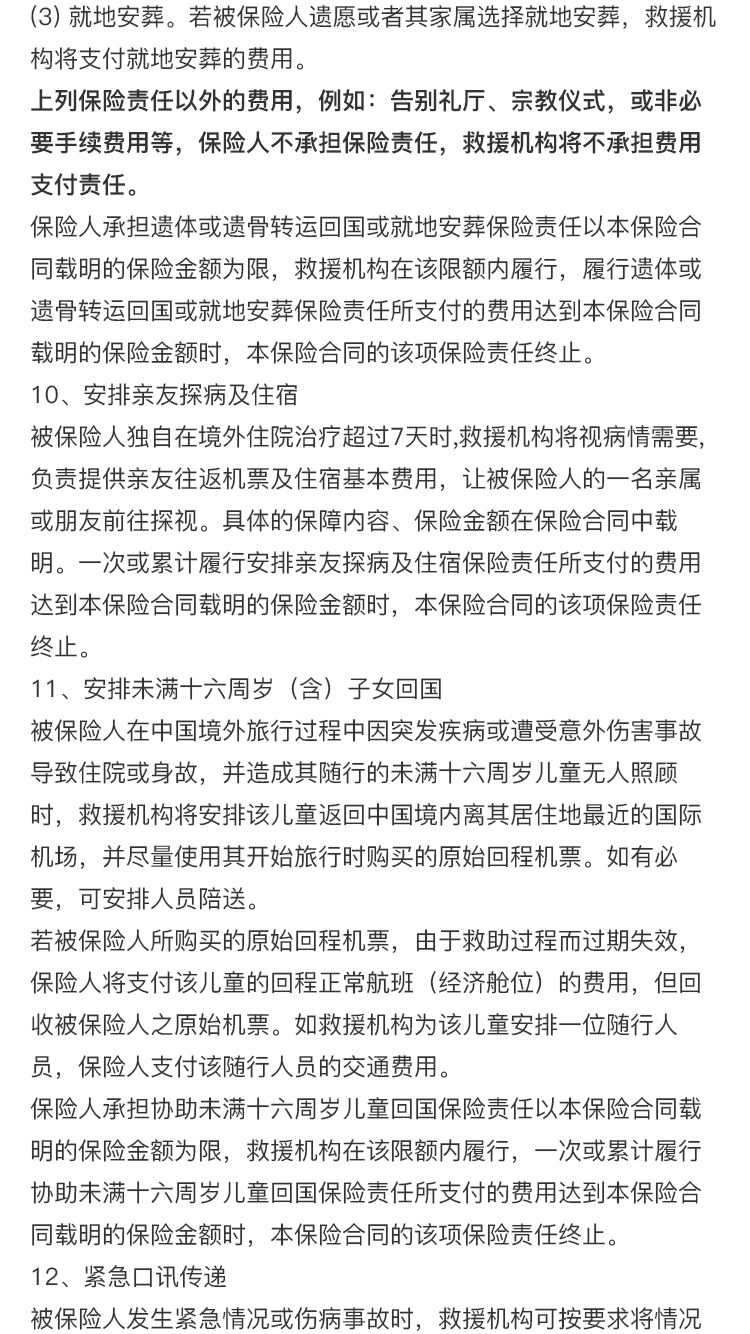 (3) 就地安葬。若被保险人遗愿或者其家属选择就地安葬，救援机
构将支付就地安葬的费用。
上列保险责任以外的费用，例如：告别礼厅、宗教仪式，或非必
要手续费用等，保险人不承担保险责任，救援机构将不承担费用
支付责任。
保险人承担遗体或遗骨转运回国或就地安葬保险责任以本保险合
同载明的保险金额为限，救援机构在该限额内履行，履行遗体或
遗骨转运回国或就地安葬保险责任所支付的费用达到本保险合同
载明的保险金额时，本保险合同的该项保险责任终止。
10、安排亲友探病及住宿
被保险人独自在境外住院治疗超过7天时,救援机构将视病情需要,
负责提供亲友往返机票及住宿基本费用，让被保险人的一名亲属
或朋友前往探视。具体的保障内容、保险金额在保险合同中载
明。一次或累计履行安排亲友探病及住宿保险责任所支付的费用
达到本保险合同载明的保险金额时，本保险合同的该项保险责任
终止。
11、安排未满十六周岁（含）子女回国
被保险人在中国境外旅行过程中因突发疾病或遭受意外伤害事故
导致住院或身故，并造成其随行的未满十六周岁儿童无人照顾
时，救援机构将安排该儿童返回中国境内离其居住地最近的国际
机场，并尽量使用其开始旅行时购买的原始回程机票。如有必
要，可安排人员陪送。
若被保险人所购买的原始回程机票，由于救助过程而过期失效，
保险人将支付该儿童的回程正常航班（经济舱位）的费用，但回
收被保险人之原始机票。如救援机构为该儿童安排一位随行人
员，保险人支付该随行人员的交通费用。
保险人承担协助未满十六周岁儿童回国保险责任以本保险合同载
明的保险金额为限，救援机构在该限额内履行，一次或累计履行
协助未满十六周岁儿童回国保险责任所支付的费用达到本保险合
同载明的保险金额时，本保险合同的该项保险责任终止。
12、紧急口讯传递
被保险人发生紧急情况或伤病事故时，救援机构可按要求将情况